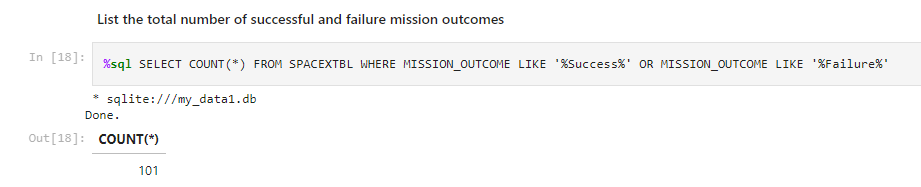 List the total number of successful and failure mission outcomes
In [18]: %sql SELECT COUNT(*) FROM SPACEXTBL WHERE MISSION_OUTCOME LIKE '%Success%' OR MISSION_OUTCOME LIKE '%Failure%'
* sqlite:///my_data1.db
Done.
Out[18]: COUNT(*)
101